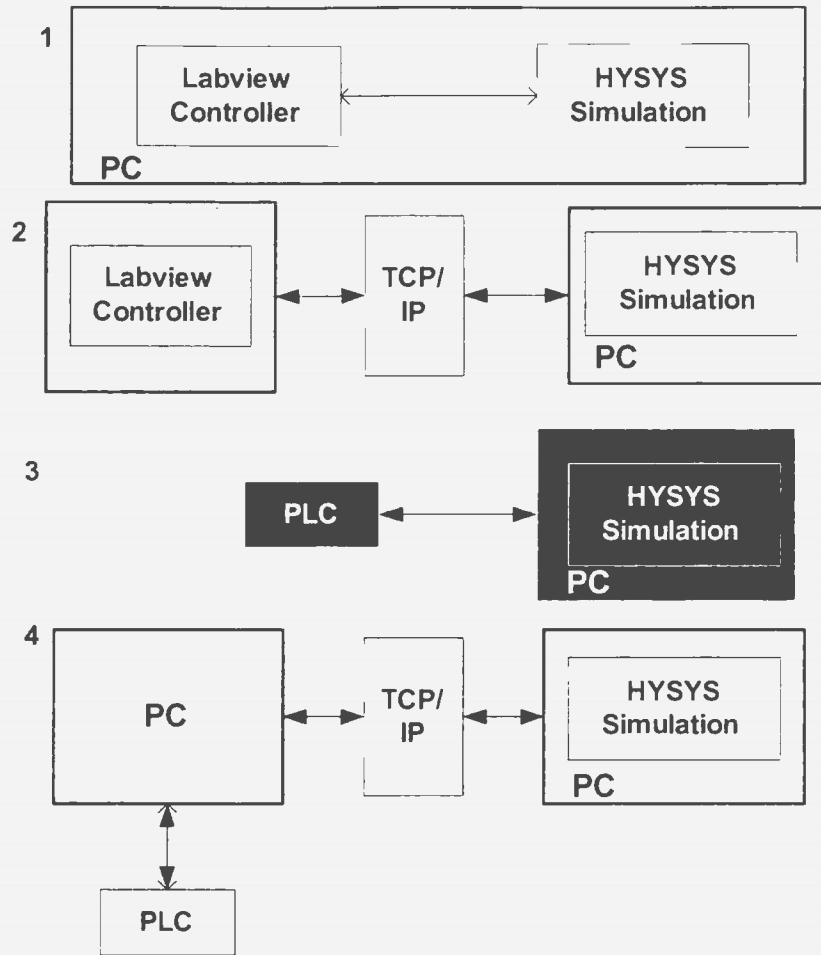 1
Labview
Controller
HYSYS
Simulation
PC
2
Labview
Controller
TCP/
IP
HYSYS
Simulation
PC
3
PLC
HYSYS
Simulation
PC
4
PC
TCP/
IP
HYSYS
Simulation
PC
PLC